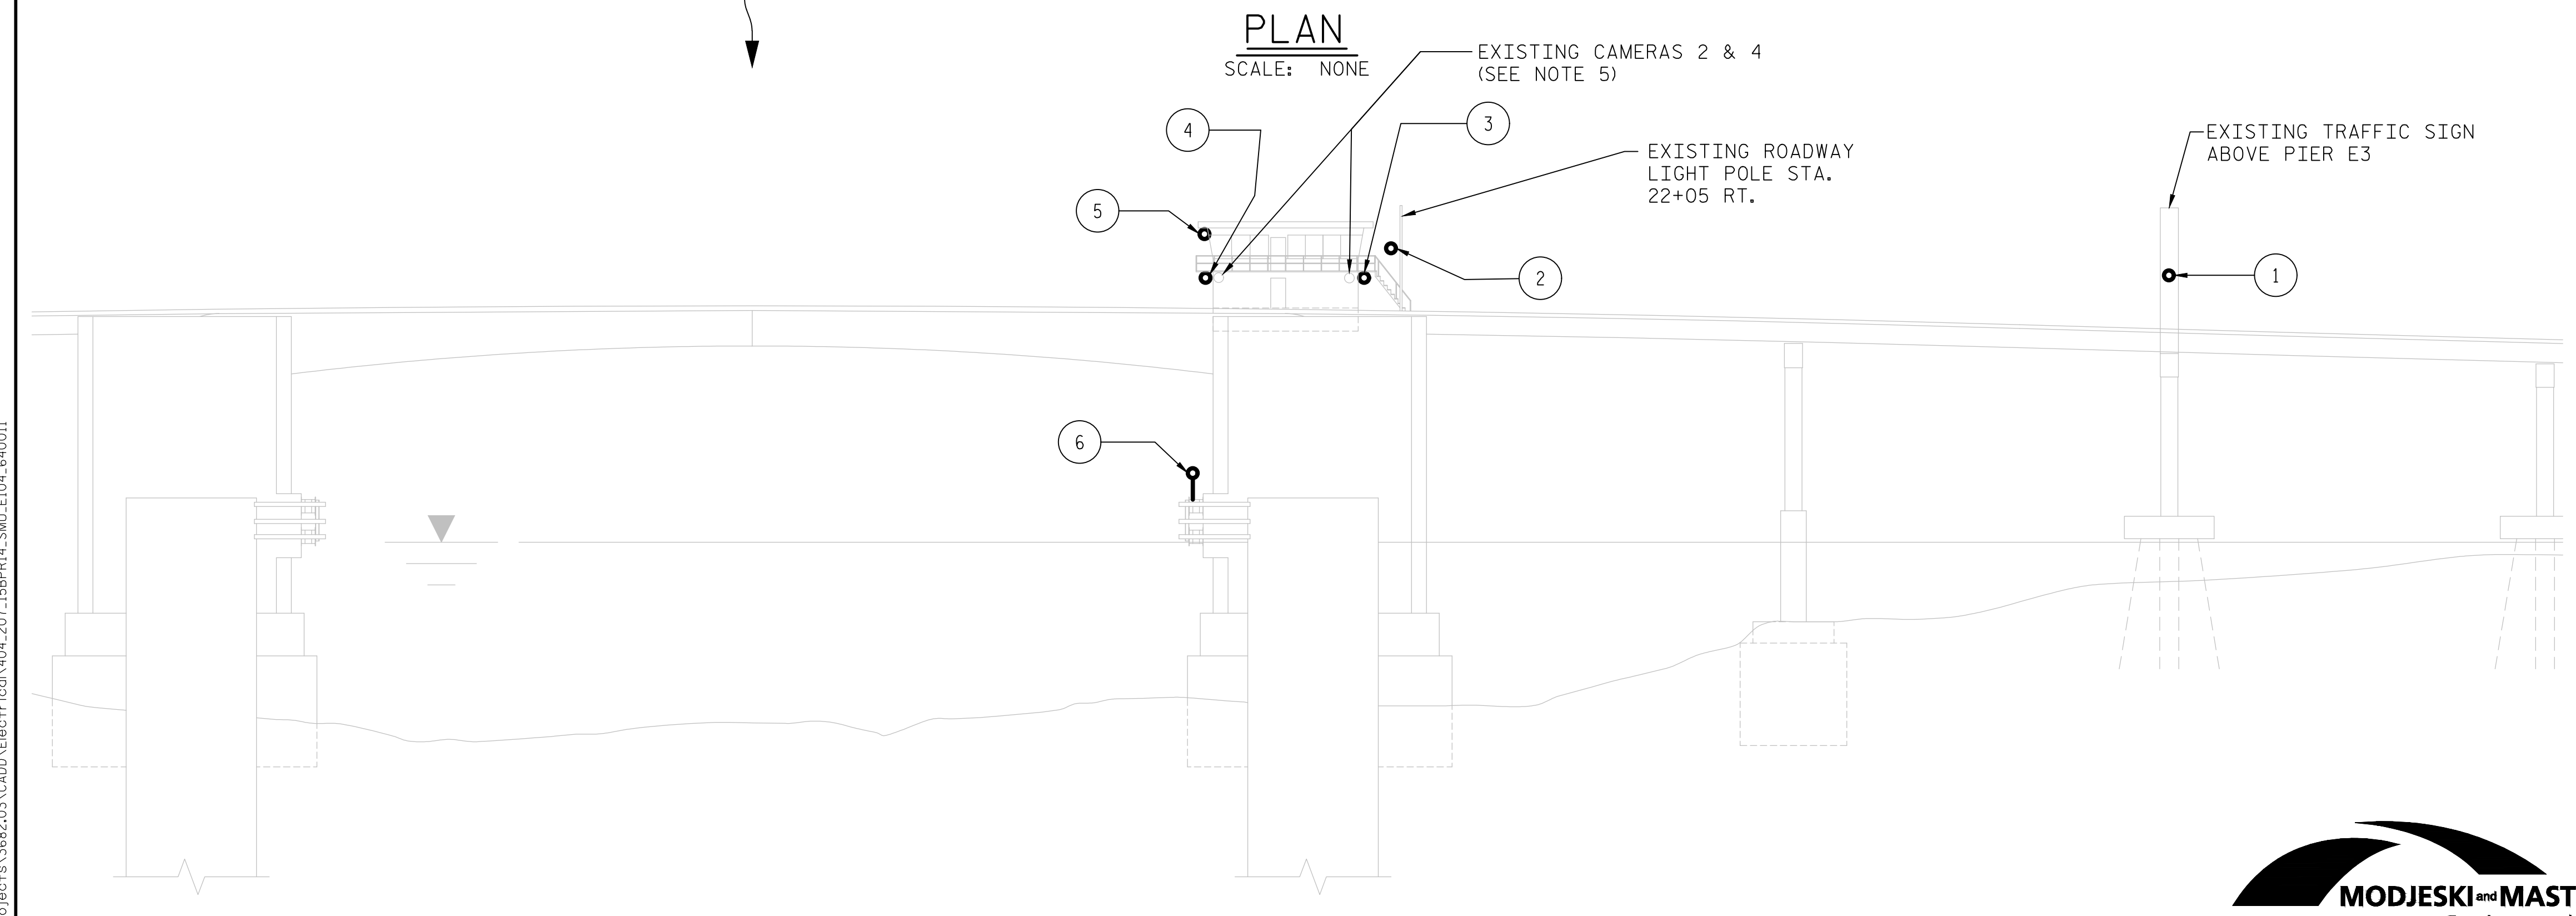 PLAN
SCALE: NONE
EXISTING CAMERAS 2 & 4
(SEE NOTE 5)
4
3
EXISTING TRAFFIC SIGN
ABOVE PIER E3
EXISTING ROADWAY
LIGHT POLE STA.
22+05 RT.
5
2
1
6
MODJESKI and MAST